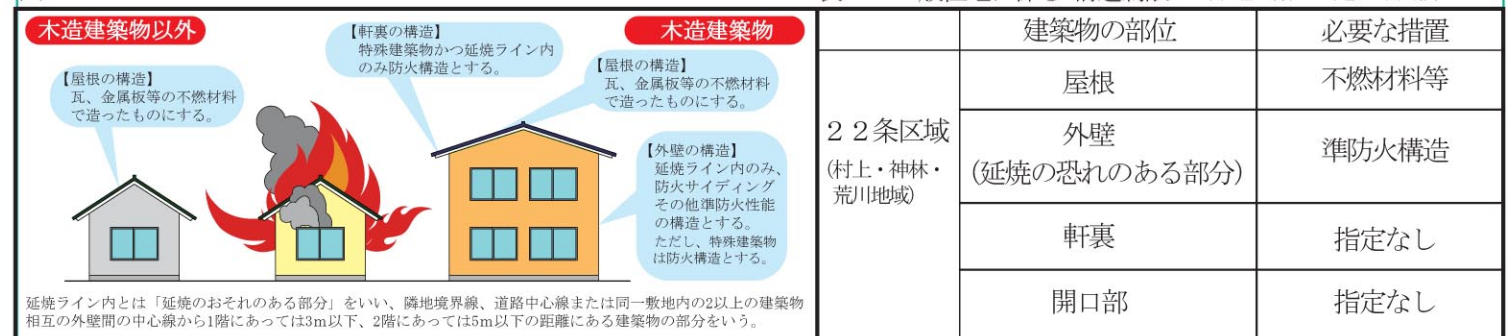 木造建築物以外
木造建築物
【屋根の構造】
瓦、金属板等の不燃材料
で造ったものにする。
【軒裏の構造】
特殊建築物かつ延焼ライン内
のみ防火構造とする。
【屋根の構造】
瓦、金属板等の不燃材料
で造ったものにする。
【外壁の構造】
延焼ライン内のみ、
防火サイディング
その他準防火性能
の構造とする。
ただし、特殊建築物
は防火構造とする。
延焼ライン内とは「延焼のおそれのある部分」をいい、隣地境界線、道路中心線または同一敷地内の2以上の建築物
相互の外壁間の中心線から1階にあっては3m以下、2階にあっては5m以下の距離にある建築物の部分をいう。
建築物の部位 必要な措置
22条区域
(村上・神林・
荒川地域)
屋根 不燃材料等
外壁
(延焼の恐れのある部分) 準防火構造
軒裏 指定なし
開口部 指定なし